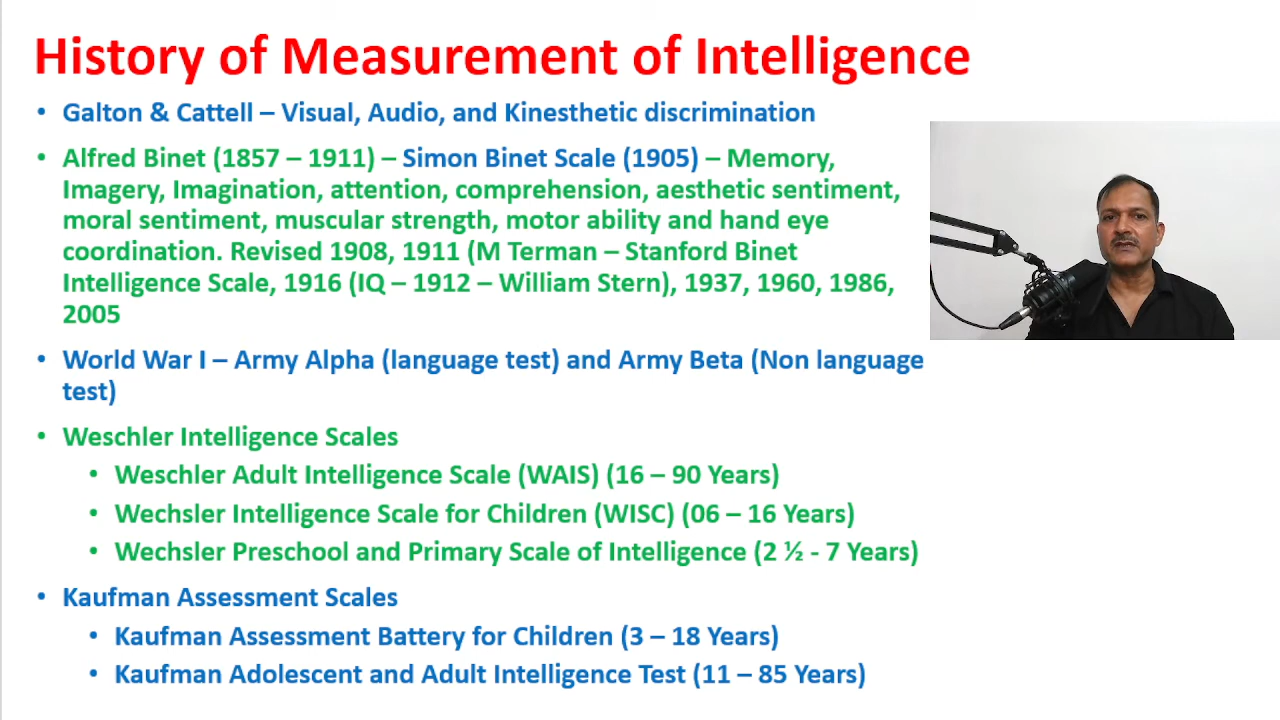 History of Measurement of Intelligence
• Galton & Cattell – Visual, Audio, and Kinesthetic discrimination
• Alfred Binet (1857 – 1911) – Simon Binet Scale (1905) – Memory,
Imagery, Imagination, attention, comprehension, aesthetic sentiment,
moral sentiment, muscular strength, motor ability and hand eye
coordination. Revised 1908, 1911 (M Terman – Stanford Binet
Intelligence Scale, 1916 (IQ – 1912 – William Stern), 1937, 1960, 1986,
2005
• World War I – Army Alpha (language test) and Army Beta (Non language
test)
• Weschler Intelligence Scales
• Weschler Adult Intelligence Scale (WAIS) (16 – 90 Years)
• Wechsler Intelligence Scale for Children (WISC) (06 – 16 Years)
• Wechsler Preschool and Primary Scale of Intelligence (2 ½ - 7 Years)
• Kaufman Assessment Scales
• Kaufman Assessment Battery for Children (3 – 18 Years)
• Kaufman Adolescent and Adult Intelligence Test (11 – 85 Years)